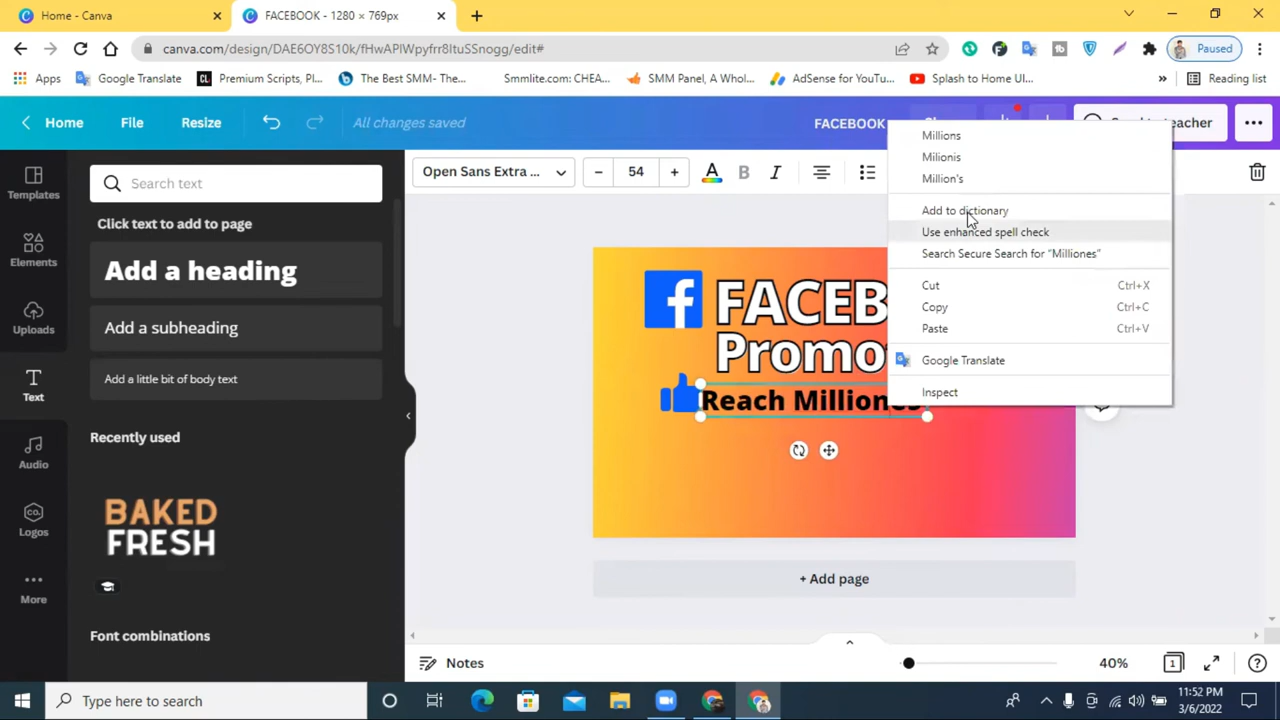 Home - Canva
FACEBOOK - 1280 × 769px
canva.com/design/DAE6OY8S10k/fHwAPIWpyfrr8ItuSSnogg/edit#
Paused
Apps
Google Translate
Premium Scripts, Pl...
The Best SMM- The...
Smmlite.com: CHEA...
SMM Panel, A Whol...
AdSense for YouTu...
Splash to Home UI...
»
Reading list
Home
File
Resize
All changes saved
FACEBOOK
teacher
Open Sans Extra ...
54
A
B
I
Templates
Elements
Uploads
Text
Audio
Logos
More
Search text
Click text to add to page
Add a heading
Add a subheading
Add a little bit of body text
Recently used
BAKED
FRESH
Font combinations
FACEB
Promo
Reach Milliones
Millions
Milionis
Million's
Add to dictionary
Use enhanced spell check
Search Secure Search for “Milliones”
Cut Ctrl+X
Copy Ctrl+C
Paste Ctrl+V
Google Translate
Inspect
+ Add page
Notes
40%
1
Type here to search
11:52 PM
3/6/2022